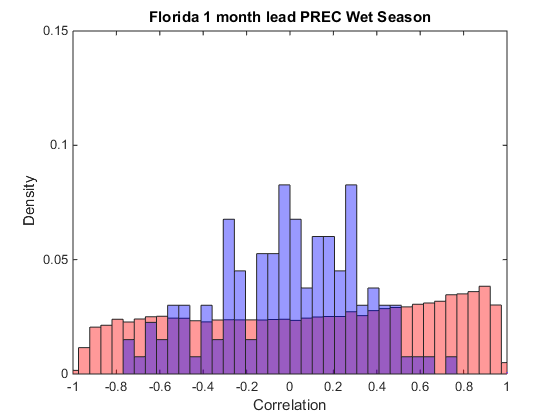 Florida 1 month lead PREC Wet Season
0.15
0.1
0.05
0
-1 -0.8 -0.6 -0.4 -0.2 0 0.2 0.4 0.6 0.8 1
Density
Correlation